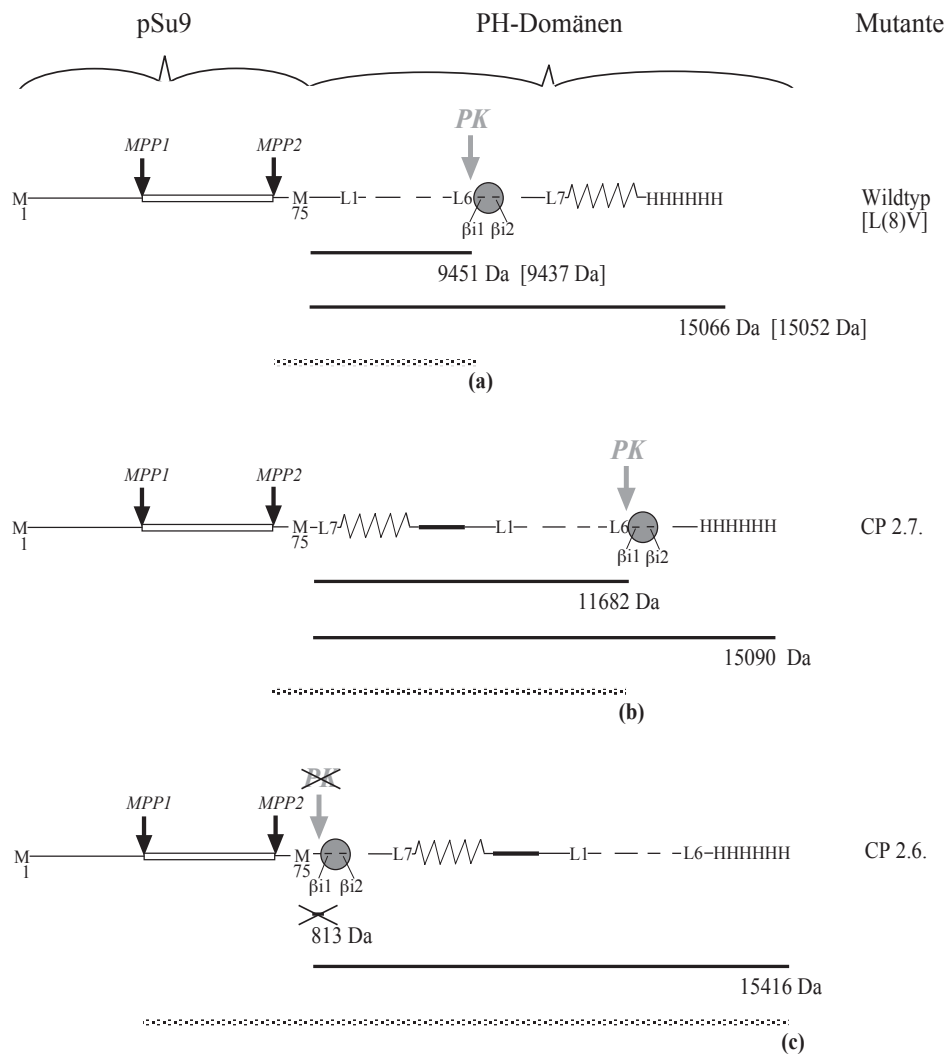 pSu9 PH-Domänen Mutante
PK
MPP1 MPP2
M L1 L6 L7 HHHHHH Wildtyp
1 75 βi1 βi2 [L(8)V]
9451 Da [9437 Da]
15066 Da [15052 Da]
(a)
PK
MPP1 MPP2
M M L7 L1 L6 HHHHHH CP 2.7.
1 75 βi1 βi2
11682 Da
15090 Da
(b)
PK
MPP1 MPP2
M M L7 L1 L6 HHHHHH CP 2.6.
1 75 βi1 βi2
813 Da
15416 Da
(c)